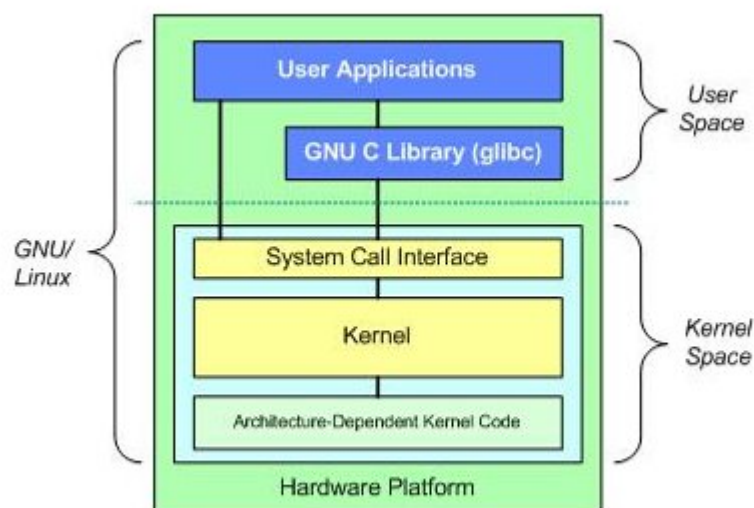 User Applications
GNU C Library (glibc)
User
Space
GNU/
Linux
System Call Interface
Kernel
Kernel
Space
Architecture-Dependent Kernel Code
Hardware Platform